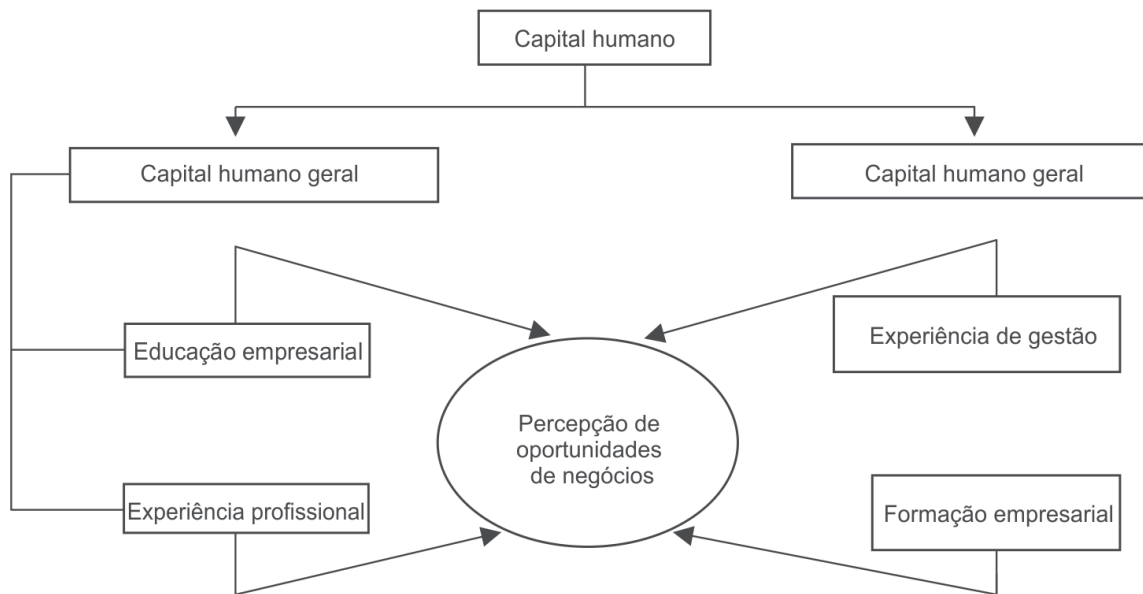 Capital humano
Capital humano geral
Capital humano geral
Educação empresarial
Experiência de gestão
Percepção de
oportunidades
de negócios
Experiência profissional
Formação empresarial